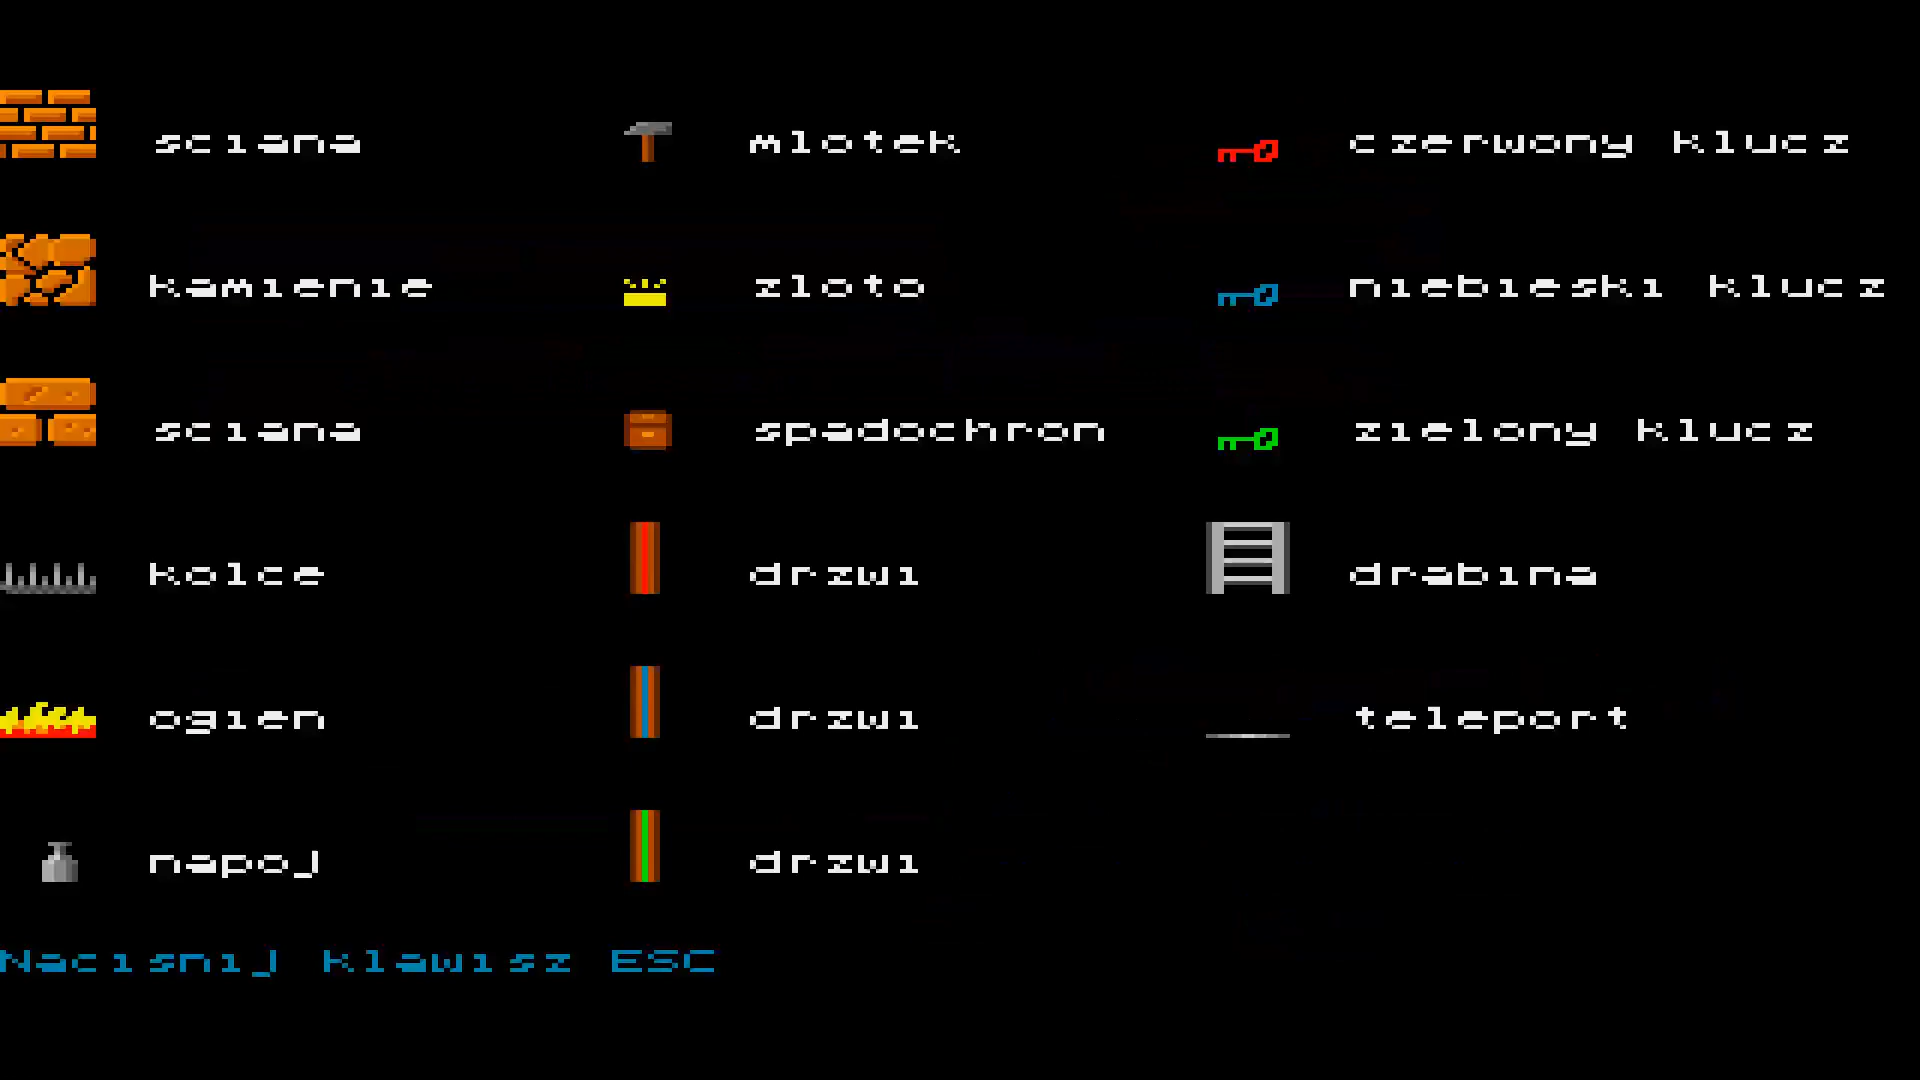 sciana mlotek czerwony klucz
kamienie zloto niebieski klucz
sciana spadochron zielony klucz
kolce drzwi drabina
ogien drzwi teleport
napoj drzwi
Nacisnij klawisz ESC